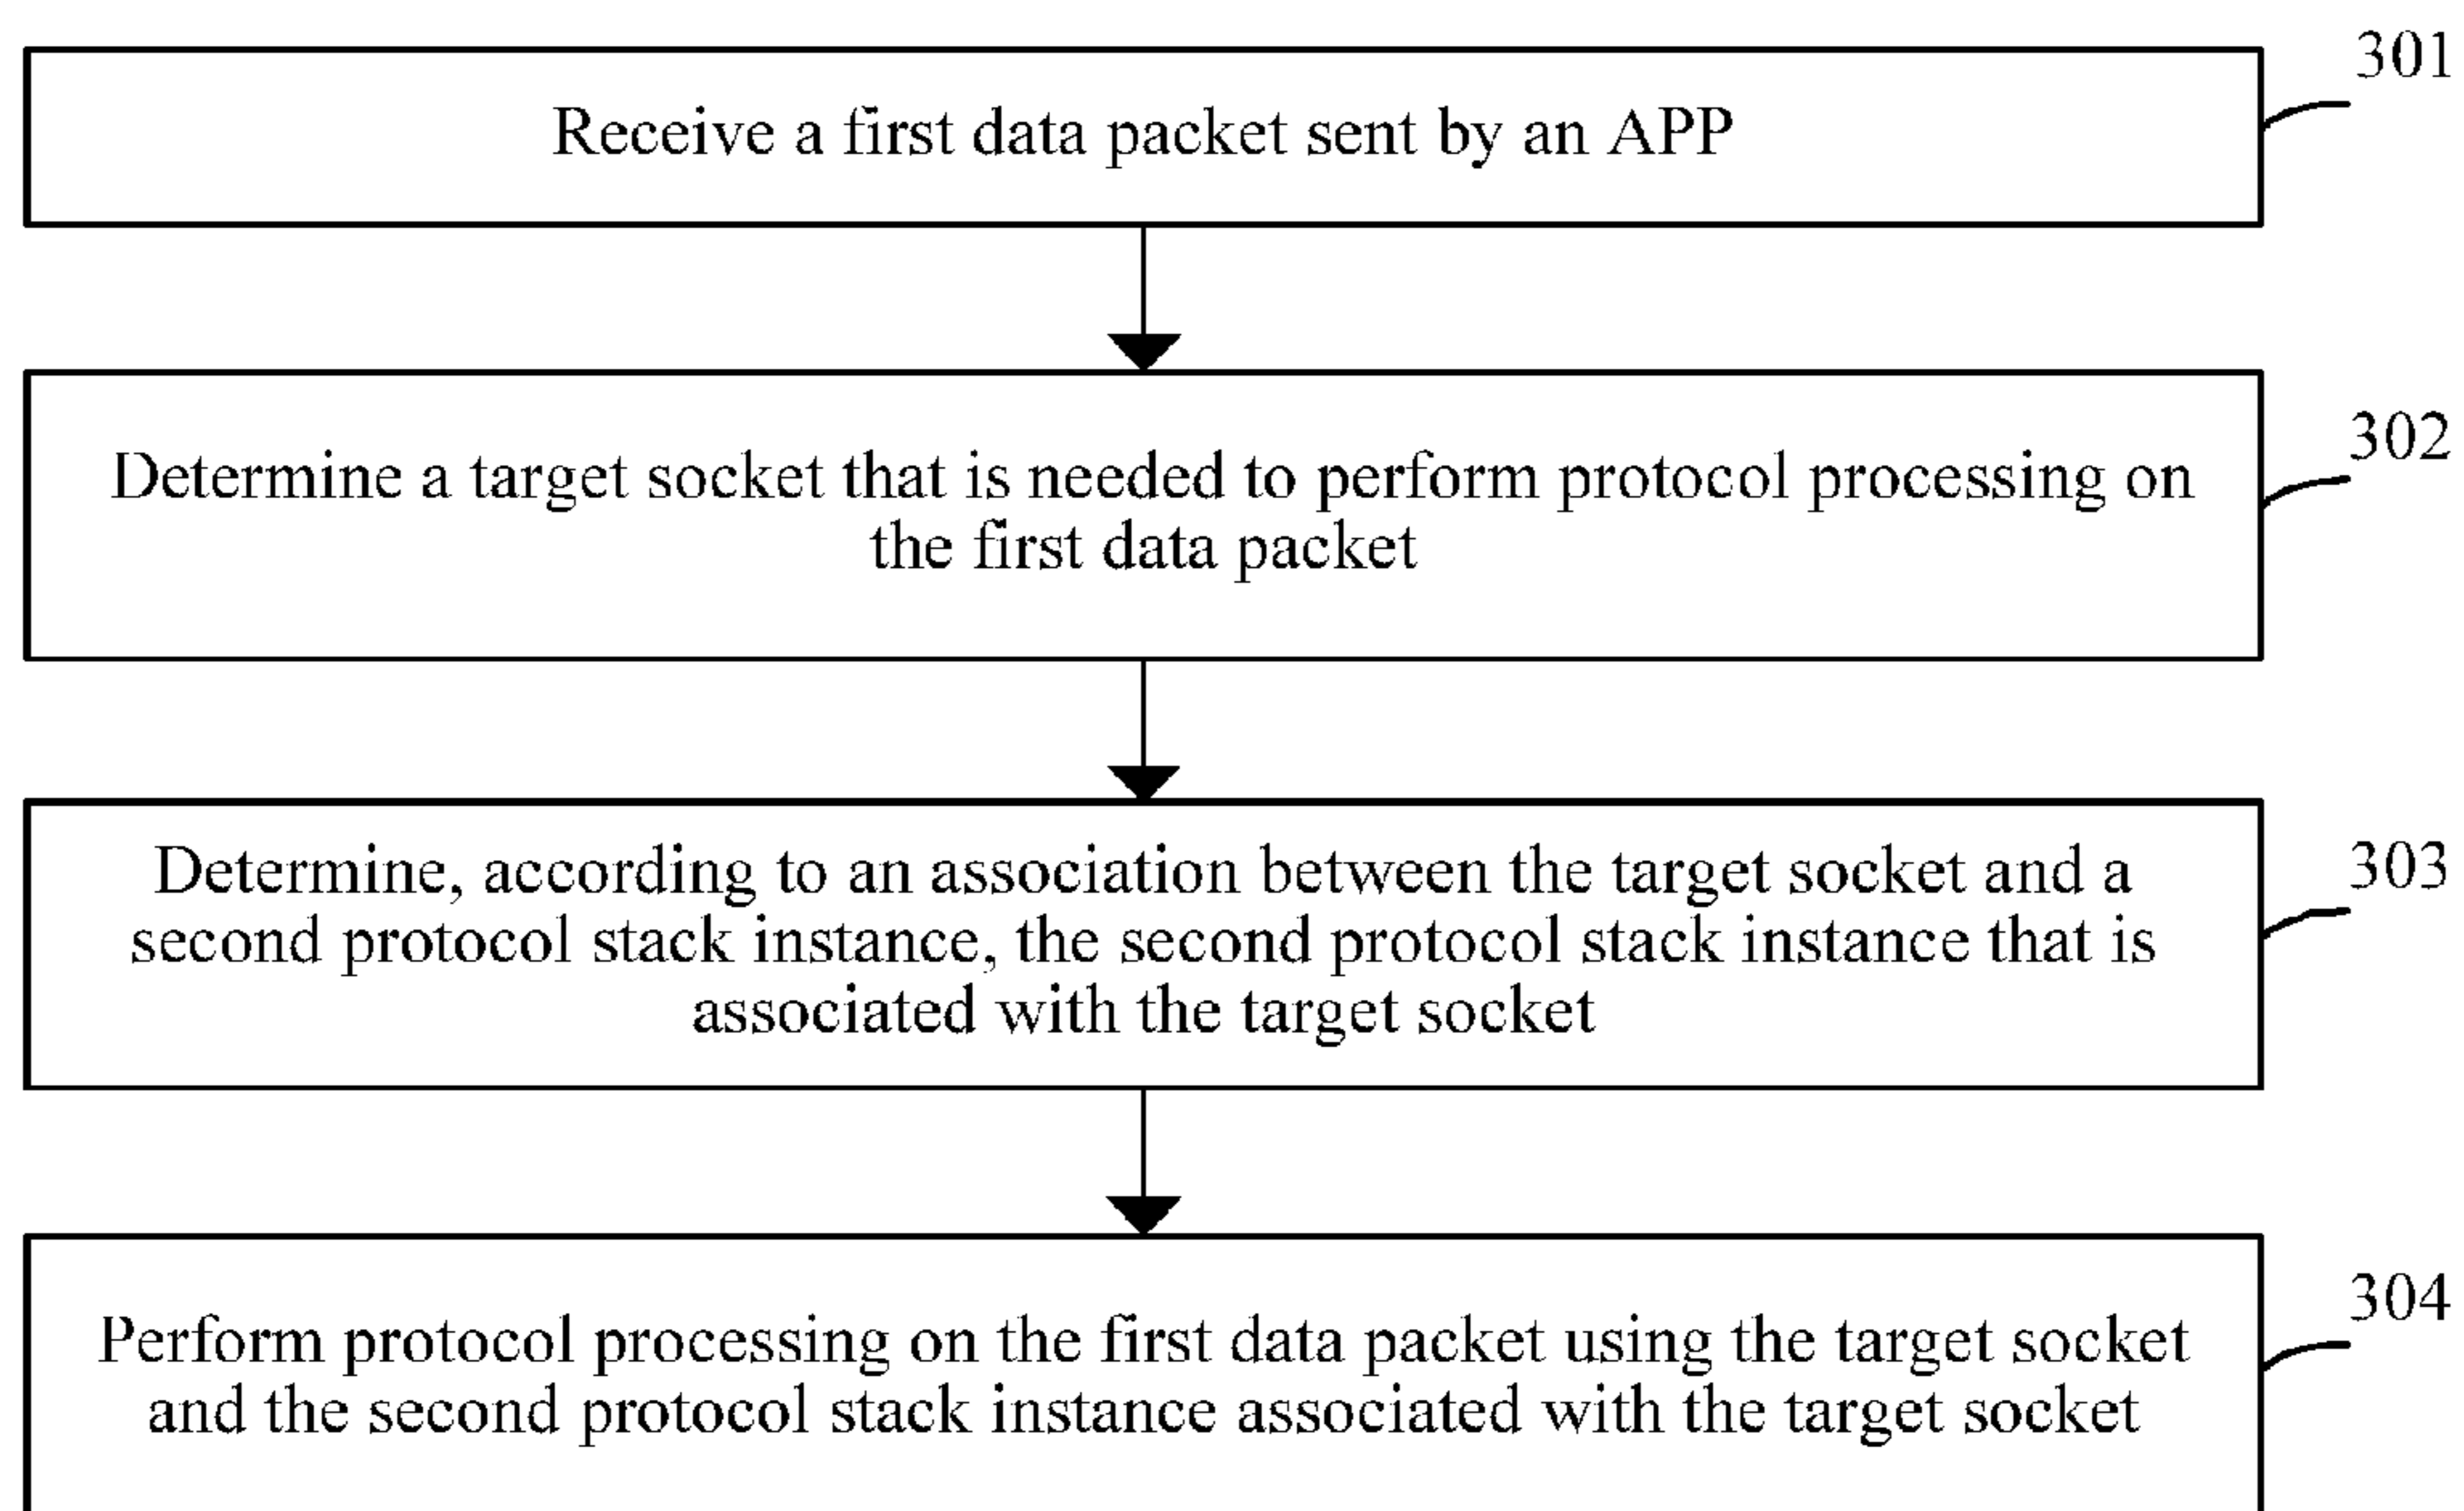 301
Receive a first data packet sent by an APP
302
Determine a target socket that is needed to perform protocol processing on
the first data packet
303
Determine, according to an association between the target socket and a
second protocol stack instance, the second protocol stack instance that is
associated with the target socket
304
Perform protocol processing on the first data packet using the target socket
and the second protocol stack instance associated with the target socket